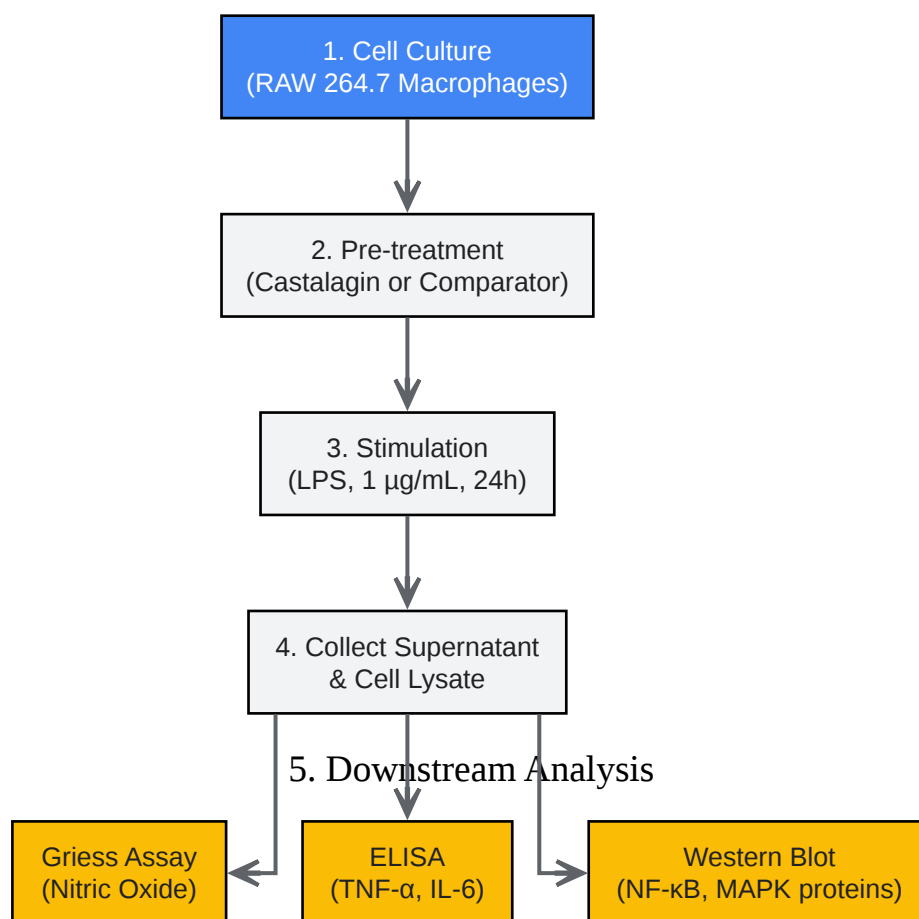 1. Cell Culture
(RAW 264.7 Macrophages)
2. Pre-treatment
(Castalagin or Comparator)
3. Stimulation
(LPS, 1 µg/mL, 24h)
4. Collect Supernatant
& Cell Lysate
5. Downstream Analysis
Griess Assay
(Nitric Oxide)
ELISA
(TNF-α, IL-6)
Western Blot
(NF-κB, MAPK proteins)